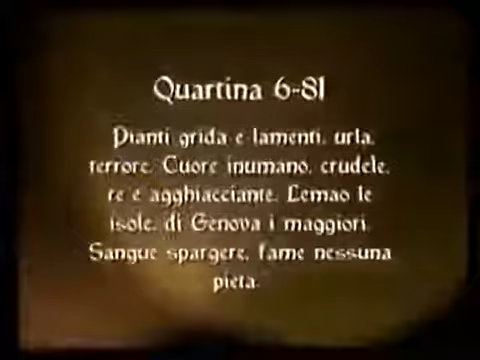 Quartina 6-81
Pianti grida e lamenti, urla,
terrore. Cuore inumano, crudele,
re e agghiacciante. Lemao le
isole, di Genova i maggiori.
Sangue spargere, fame nessuna
pieta.